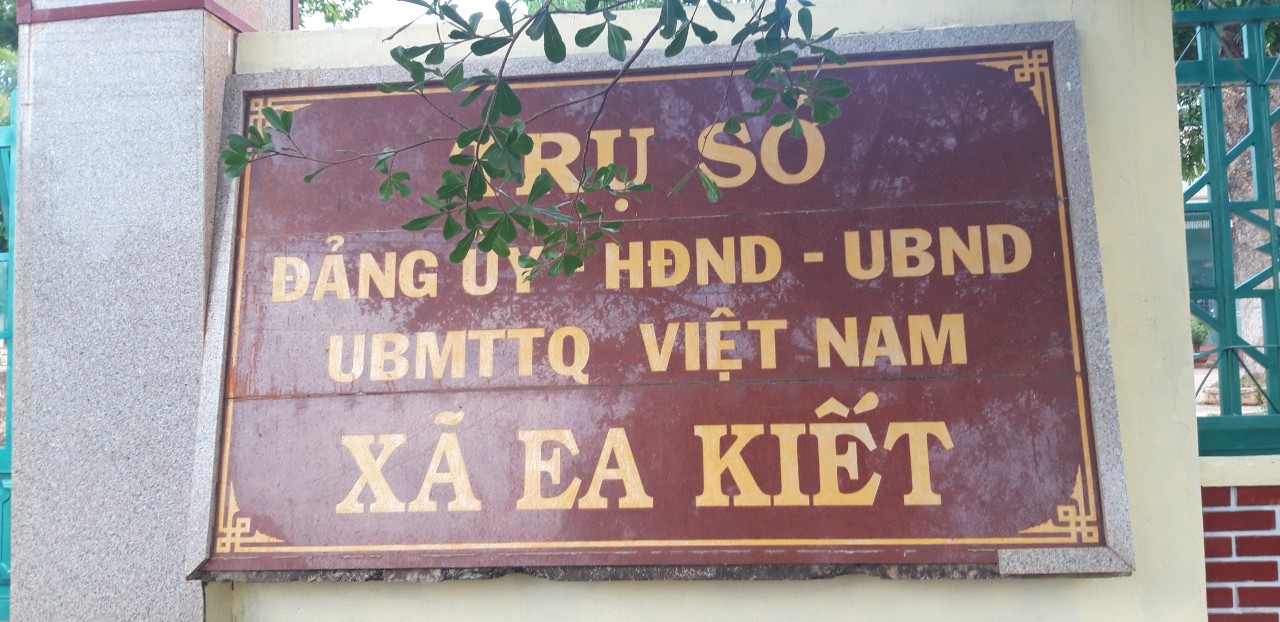 TRỤ SỞ
ĐẢNG ỦY - HĐND - UBND
UBMTTQ VIỆT NAM
XÃ EA KIẾT